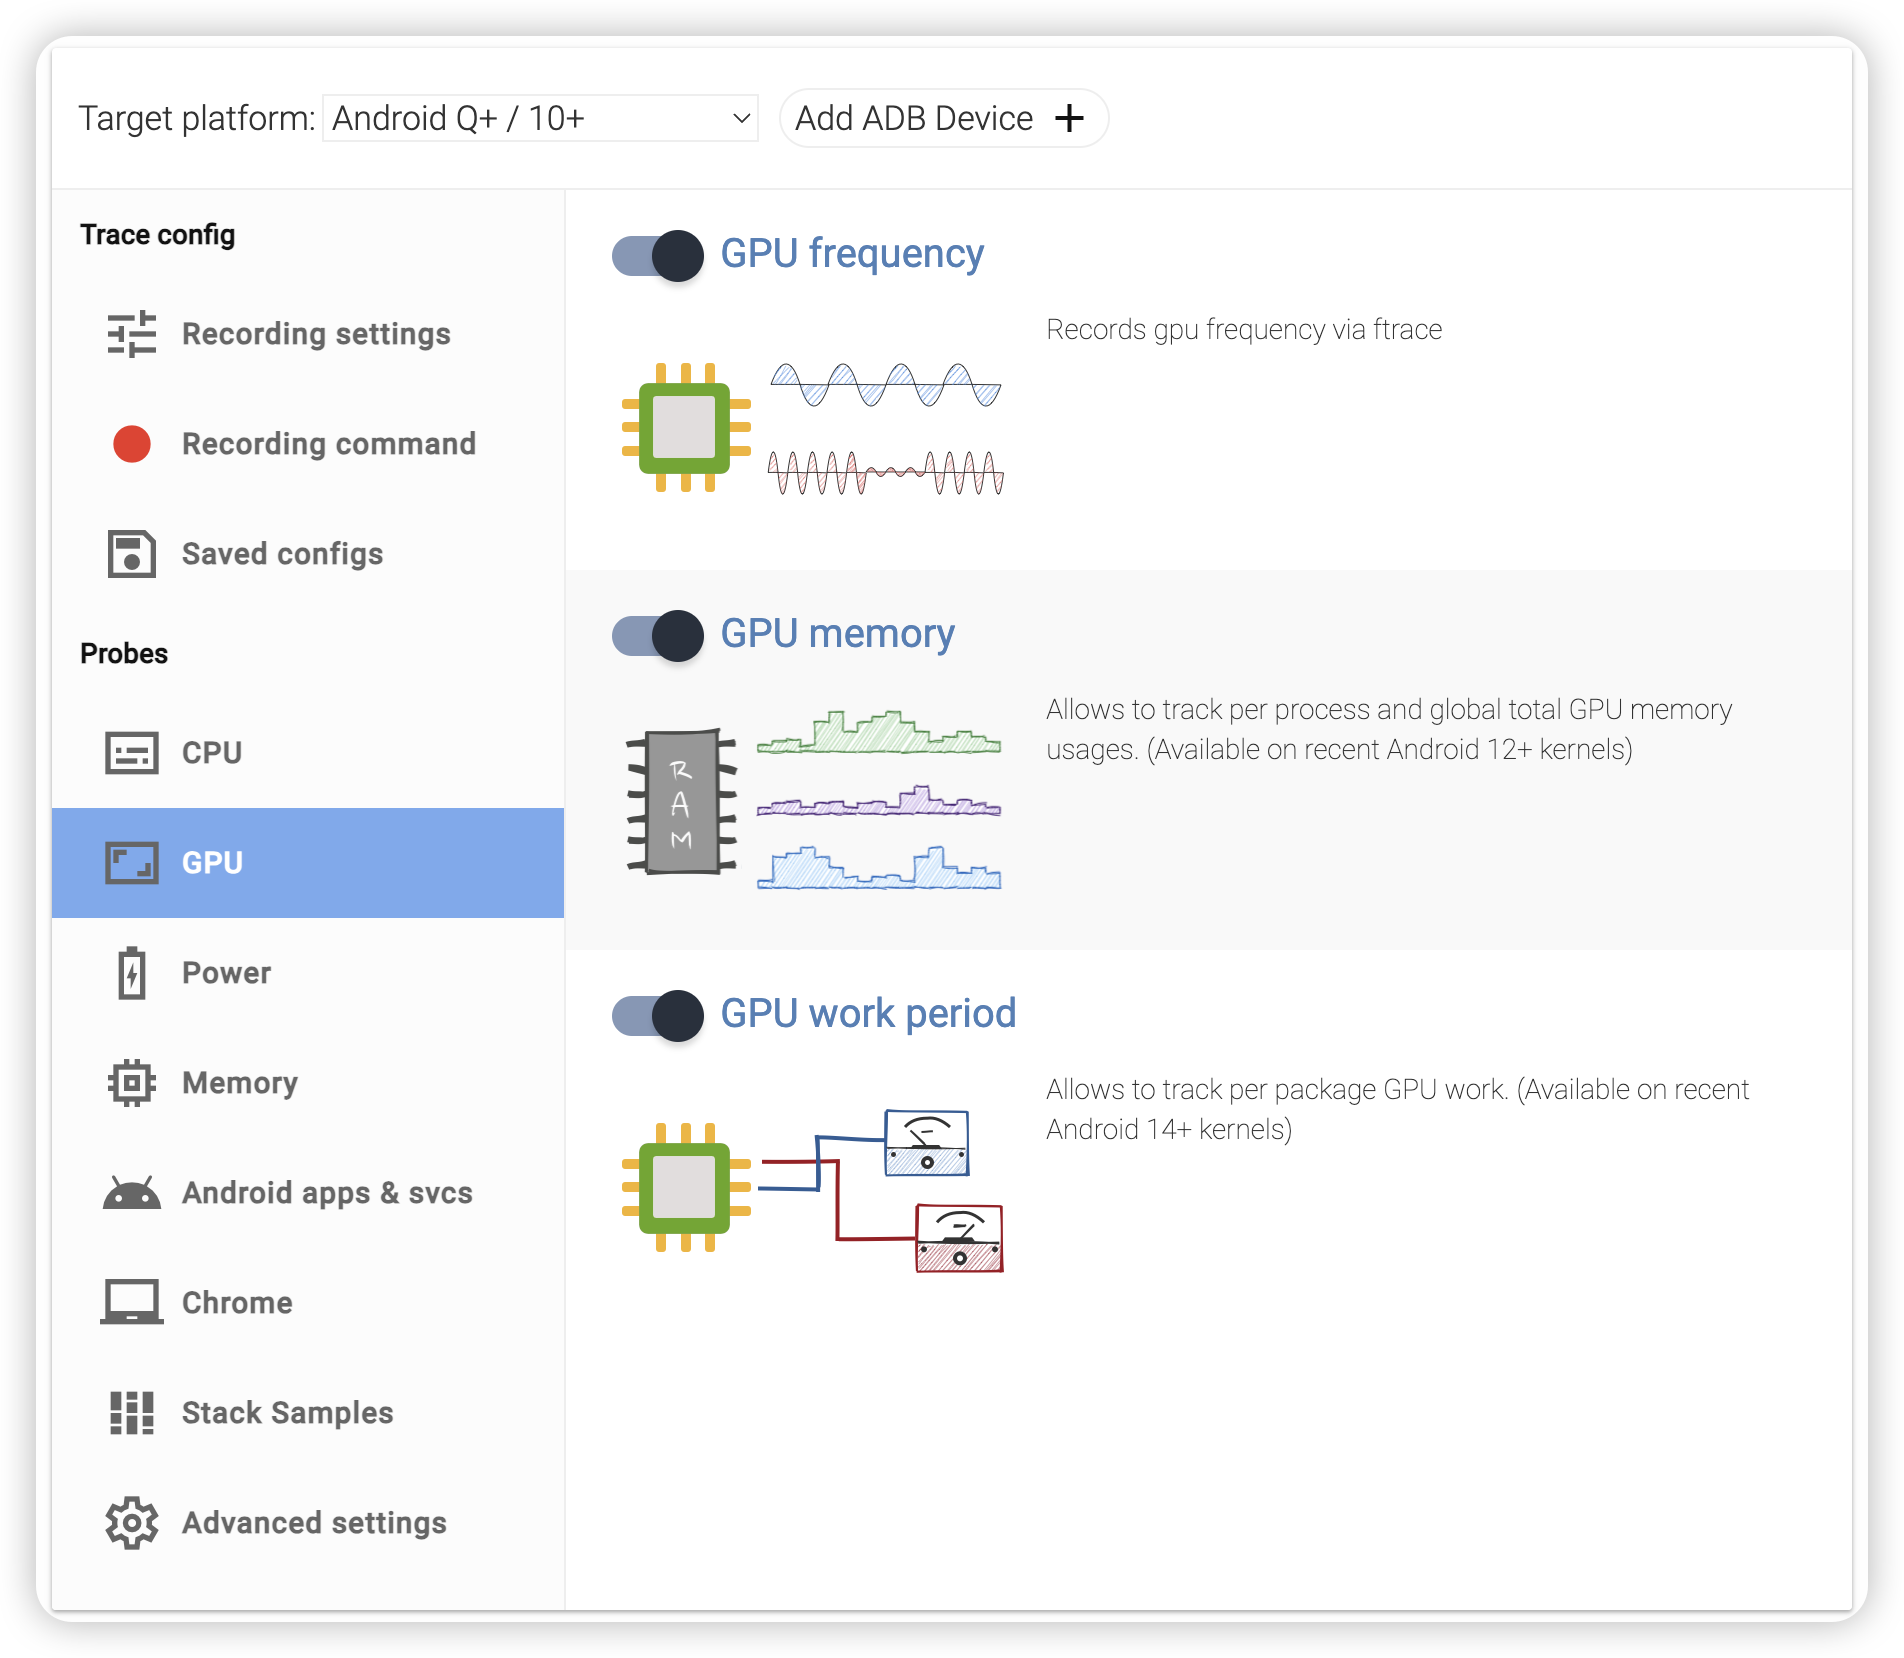 Target platform: Android Q+ / 10+ Add ADB Device +
Trace config
Recording settings
Recording command
Saved configs
Probes
CPU
GPU
Power
Memory
Android apps & svcs
Chrome
Stack Samples
Advanced settings
GPU frequency
Records gpu frequency via ftrace
GPU memory
RAM
Allows to track per process and global total GPU memory
usages. (Available on recent Android 12+ kernels)
GPU work period
Allows to track per package GPU work. (Available on recent
Android 14+ kernels)